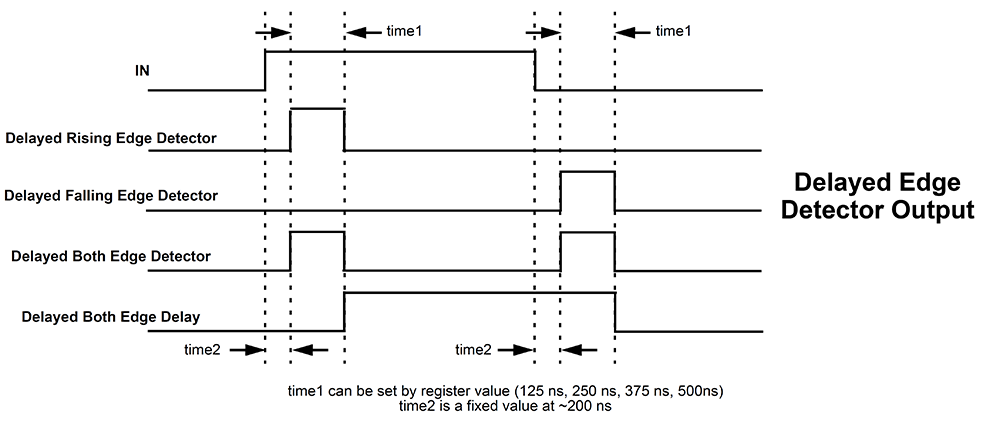 time1
time1
IN
Delayed Rising Edge Detector
Delayed Falling Edge Detector
Delayed Edge
Detector Output
Delayed Both Edge Detector
Delayed Both Edge Delay
time2
time2
time1 can be set by register value (125 ns, 250 ns, 375 ns, 500ns)
time2 is a fixed value at ~200 ns